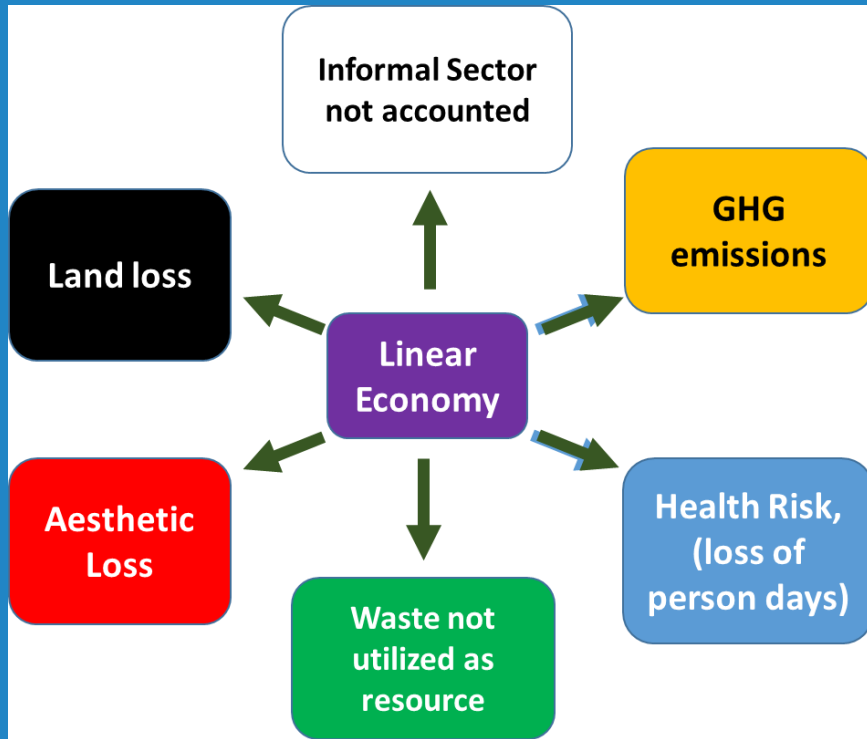 Informal Sector
not accounted
GHG
emissions
Land loss
Linear
Economy
Aesthetic
Loss
Health Risk,
(loss of
person days)
Waste not
utilized as
resource